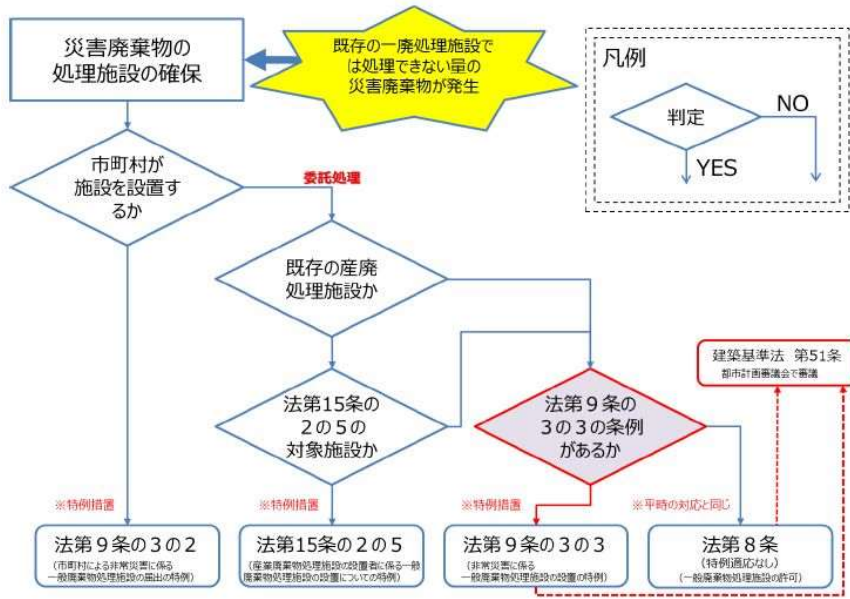 災害廃棄物の
処理施設の確保
既存の一廃処理施設で
は処理できない量の
災害廃棄物が発生
凡例
判定
NO
YES
市町村が
施設を設置す
るか
委託処理
既存の産廃
処理施設か
建築基準法 第51条
都市計画審議会で審議
法第15条の
2の5の
対象施設か
法第9条の
3の3の条例
があるか
※特例措置
※特例措置
※特例措置
※平時の対応と同じ
法第9条の3の2
(市町村による非常災害に係る
一般廃棄物処理施設の届出の特例)
法第15条の2の5
(産業廃棄物処理施設の設置者に係る一般
廃棄物処理施設の設置についての特例)
法第9条の3の3
(非常災害に係る
一般廃棄物処理施設の設置の特例)
法第8条
(特例適応なし)
(一般廃棄物処理施設の許可)